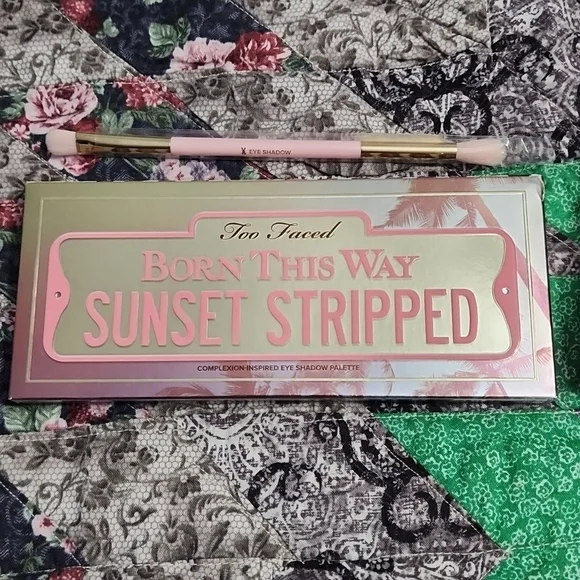 X EYE SHADOW
Too Faced
BORN THIS WAY
SUNSET STRIPPED
COMPLEXION-INSPIRED EYE SHADOW PALETTE